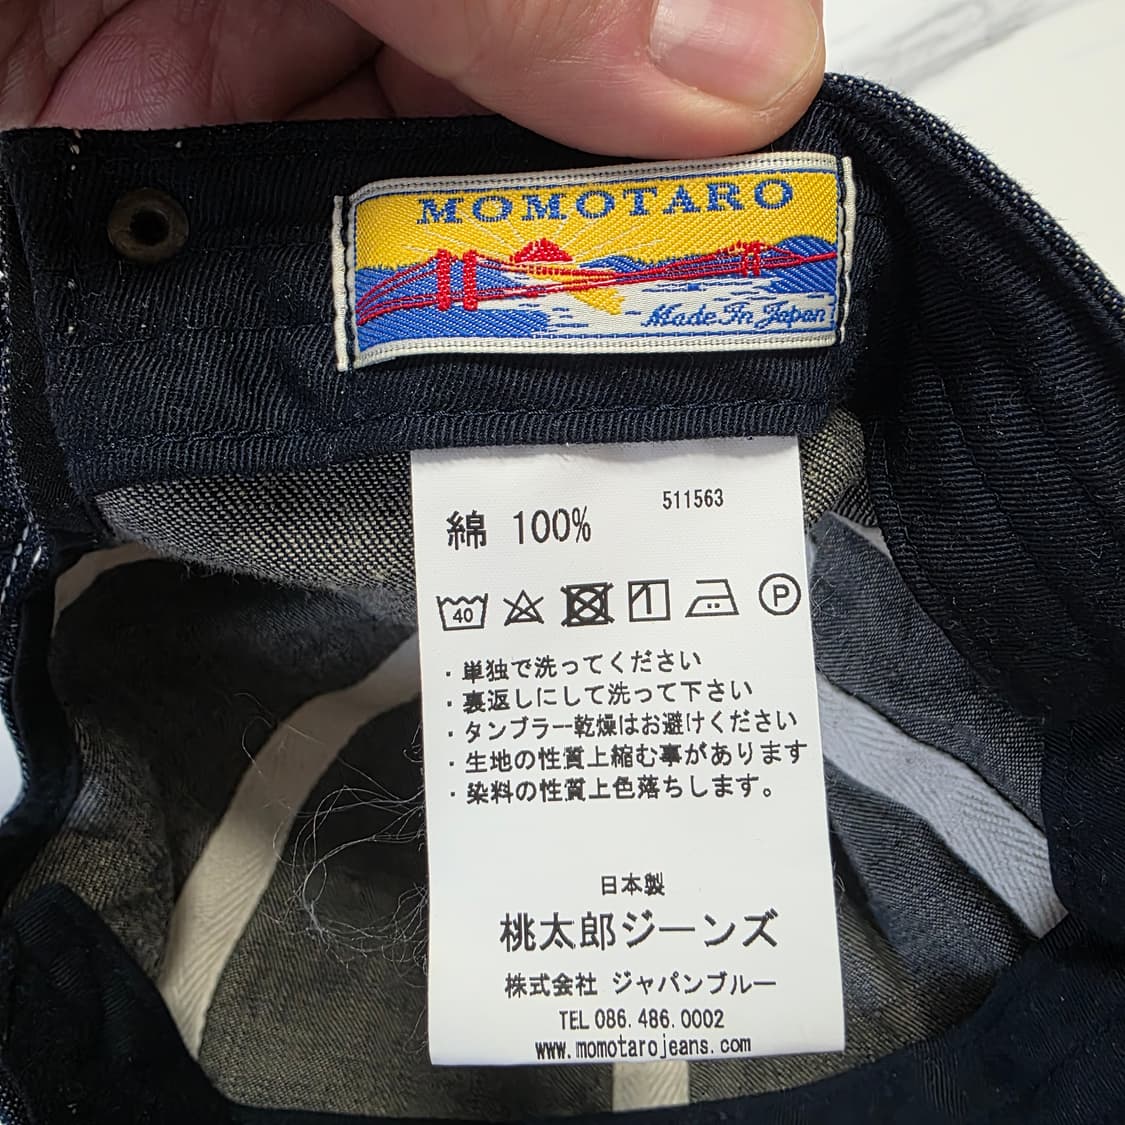 MOMOTARO
Made In Japan
511563
綿 100%
40
P
・単独で洗ってください
・裏返しにして洗って下さい
・タンブラー乾燥はお避けください
・生地の性質上縮む事があります
・染料の性質上色落ちします。
日本製
桃太郎ジーンズ
株式会社 ジャパンブルー
TEL 086.486.0002
www.momotarojeans.com